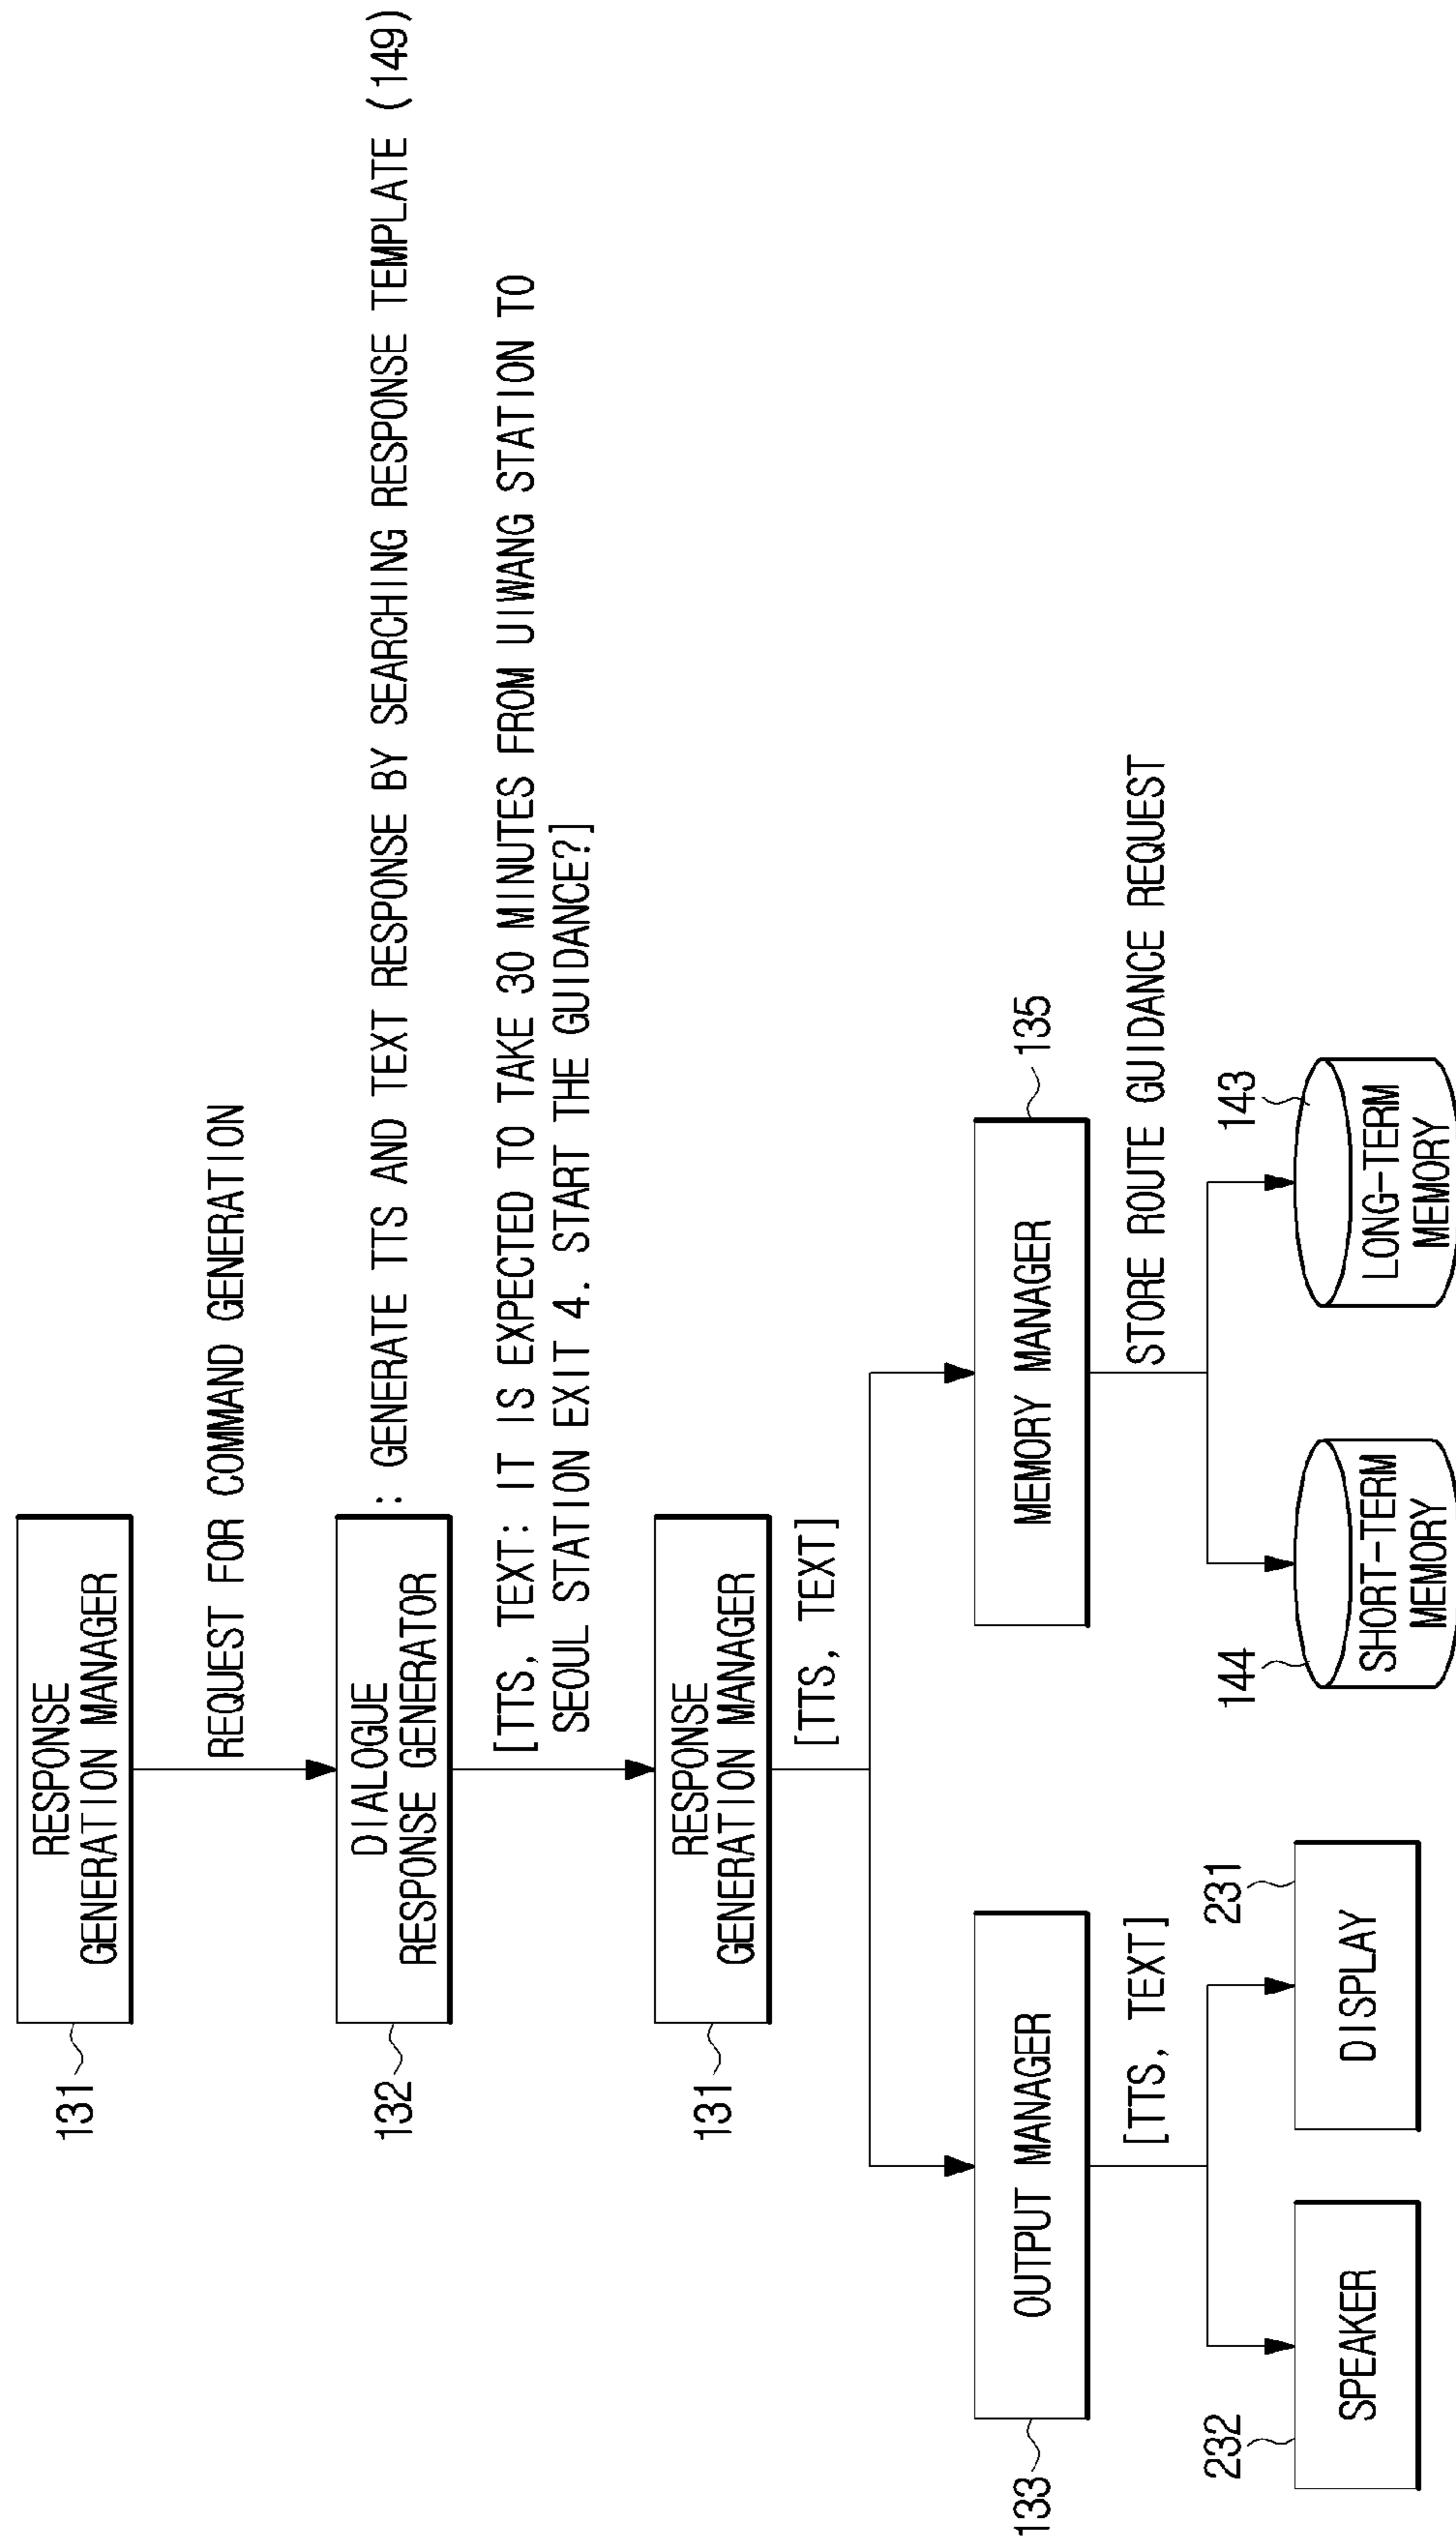 RESPONSE
GENERATION MANAGER
131
REQUEST FOR COMMAND GENERATION
DIALOGUE
RESPONSE GENERATOR
132
: GENERATE TTS AND TEXT RESPONSE BY SEARCHING RESPONSE TEMPLATE (149)
[TTS, TEXT: IT IS EXPECTED TO TAKE 30 MINUTES FROM UIWANG STATION TO
SEOUL STATION EXIT 4. START THE GUIDANCE?]
RESPONSE
GENERATION MANAGER
131
[TTS, TEXT]
OUTPUT MANAGER
133
MEMORY MANAGER
135
[TTS, TEXT]
STORE ROUTE GUIDANCE REQUEST
232
SPEAKER
231
DISPLAY
144
SHORT-TERM
MEMORY
143
LONG-TERM
MEMORY